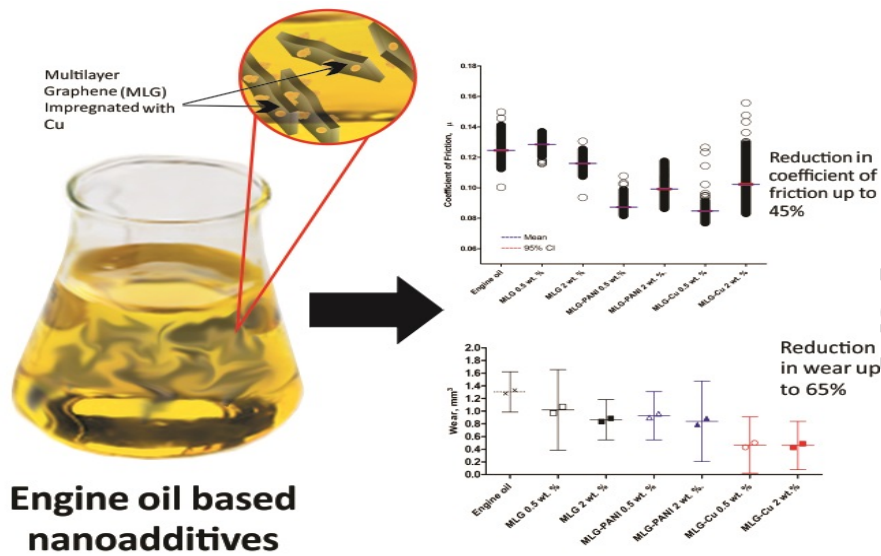 Multilayer
Graphene (MLG)
Impregnated with
Cu
Engine oil based
nanoadditives
Coefficient of Friction, μ
0.18
0.16
0.14
0.12
0.10
0.08
0.06
Mean
95% CI
Engine oil
MLG 0.5 wt. %
MLG 2 wt. %
MLG-PANI 0.5 wt %
MLG-PANI 2 wt. %.
MLG-Cu 0.5 wt. %
MLG-Cu 2 wt. %
Reduction in
coefficient of
friction up to
45%
Wear, mm³
2.0
1.8
1.6
1.4
1.2
1.0
0.8
0.6
0.4
0.2
0.0
Engine oil
MLG 0.5 wt. %
MLG 2 wt. %
MLG-PANI 0.5 wt. %
MLG-PANI 2 wt. %.
MLG-Cu 0.5 wt. %
MLG-Cu 2 wt. %
Reduction
in wear up
to 65%